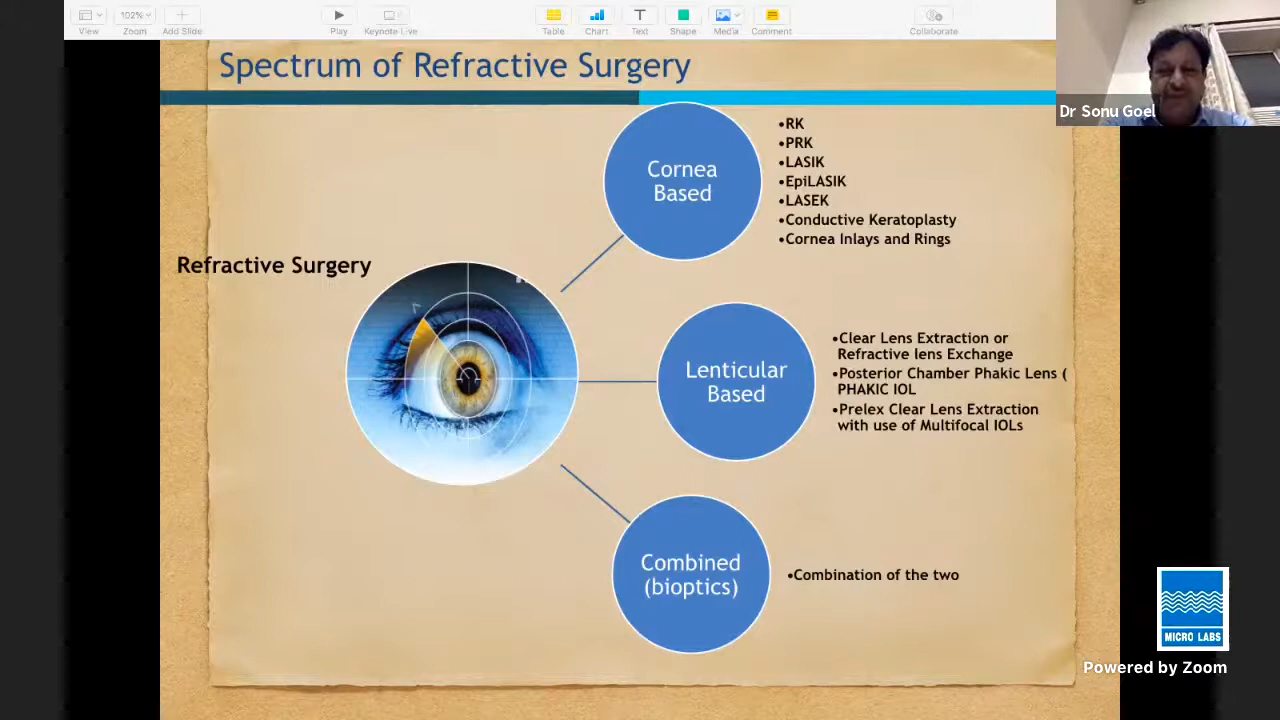 View
102%
Zoom
Add Slide
Play
Keynote Live
Table
Chart
T
Text
Shape
Media
Comment
Collaborate
Dr Sonu Goel
Spectrum of Refractive Surgery
Refractive Surgery
Cornea
Based
•RK
•PRK
•LASIK
•EpiLASIK
•LASEK
•Conductive Keratoplasty
•Cornea Inlays and Rings
Lenticular
Based
•Clear Lens Extraction or
Refractive lens Exchange
•Posterior Chamber Phakic Lens (
PHAKIC IOL
•Prelex Clear Lens Extraction
with use of Multifocal IOLs
Combined
(bioptics)
•Combination of the two
MICRO LABS
Powered by Zoom